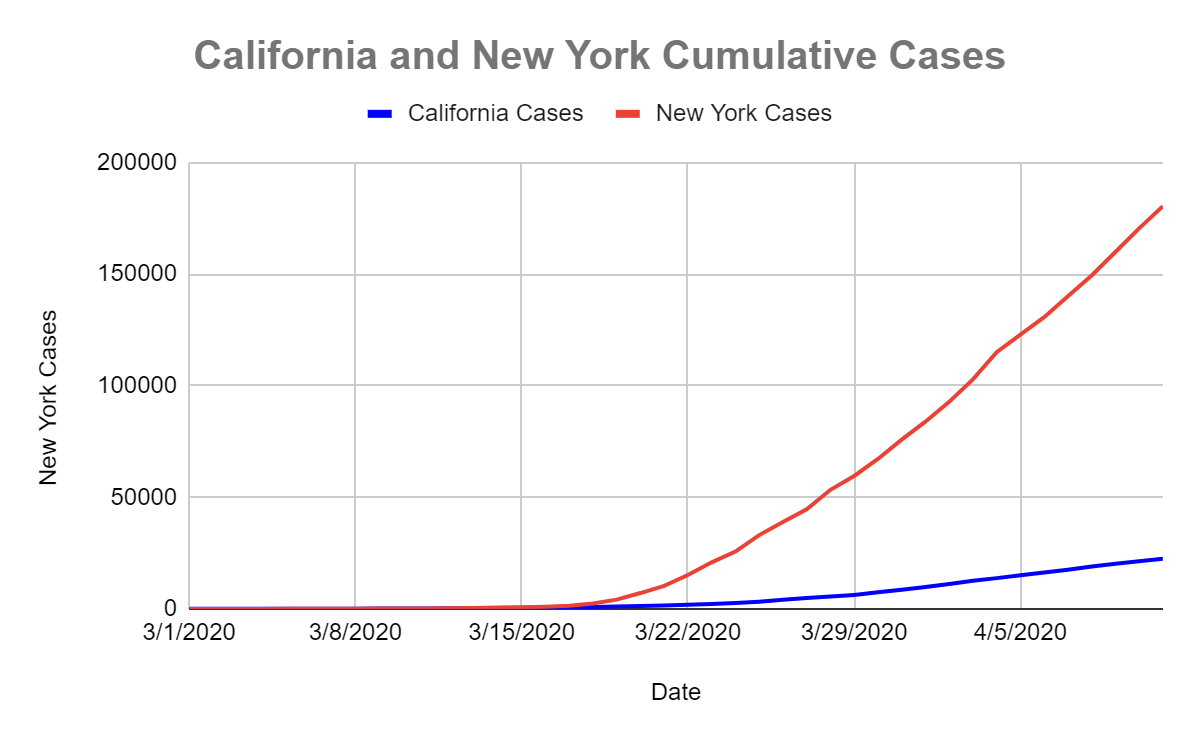 California and New York Cumulative Cases
California Cases New York Cases
200000
150000
100000
50000
0
New York Cases
3/1/2020 3/8/2020 3/15/2020 3/22/2020 3/29/2020 4/5/2020
Date